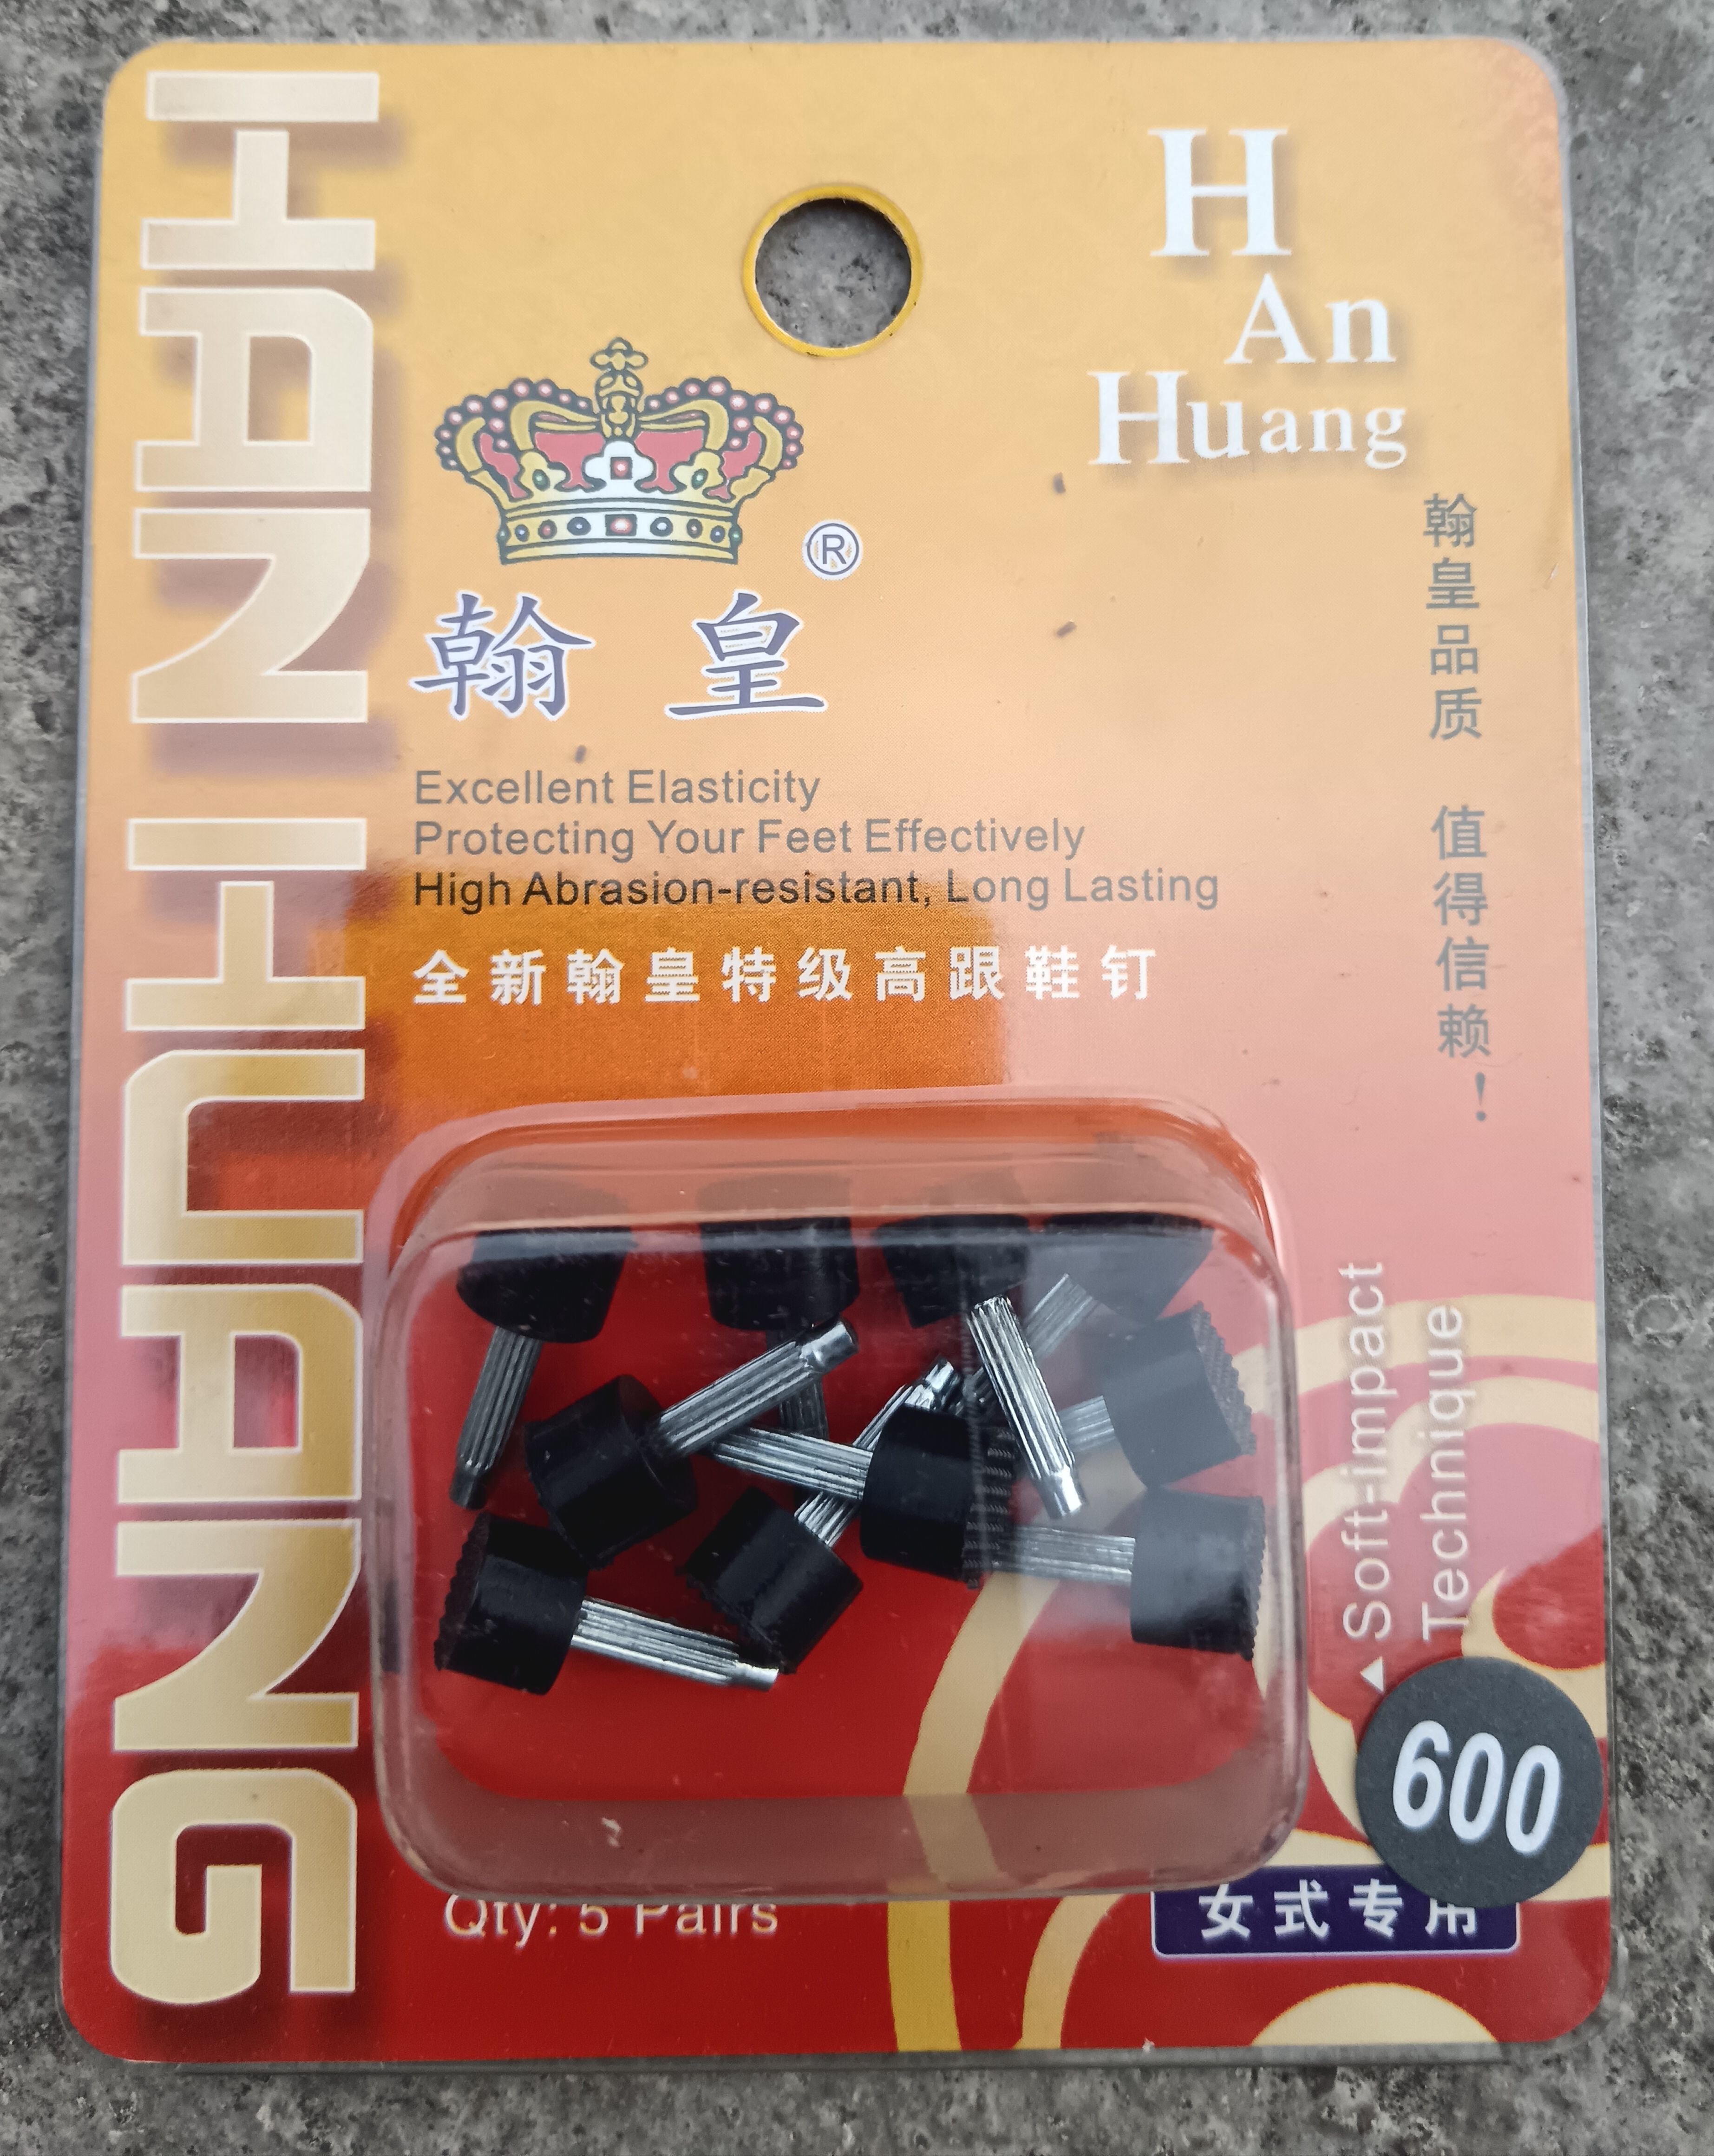 HAN HUANG
H
An
Huang
®
翰皇
翰皇品质 值得信赖！
Excellent Elasticity
Protecting Your Feet Effectively
High Abrasion-resistant, Long Lasting
全新翰皇特级高跟鞋钉
Soft-impact
Technique
600
Qty: 5 Pairs
女式专用